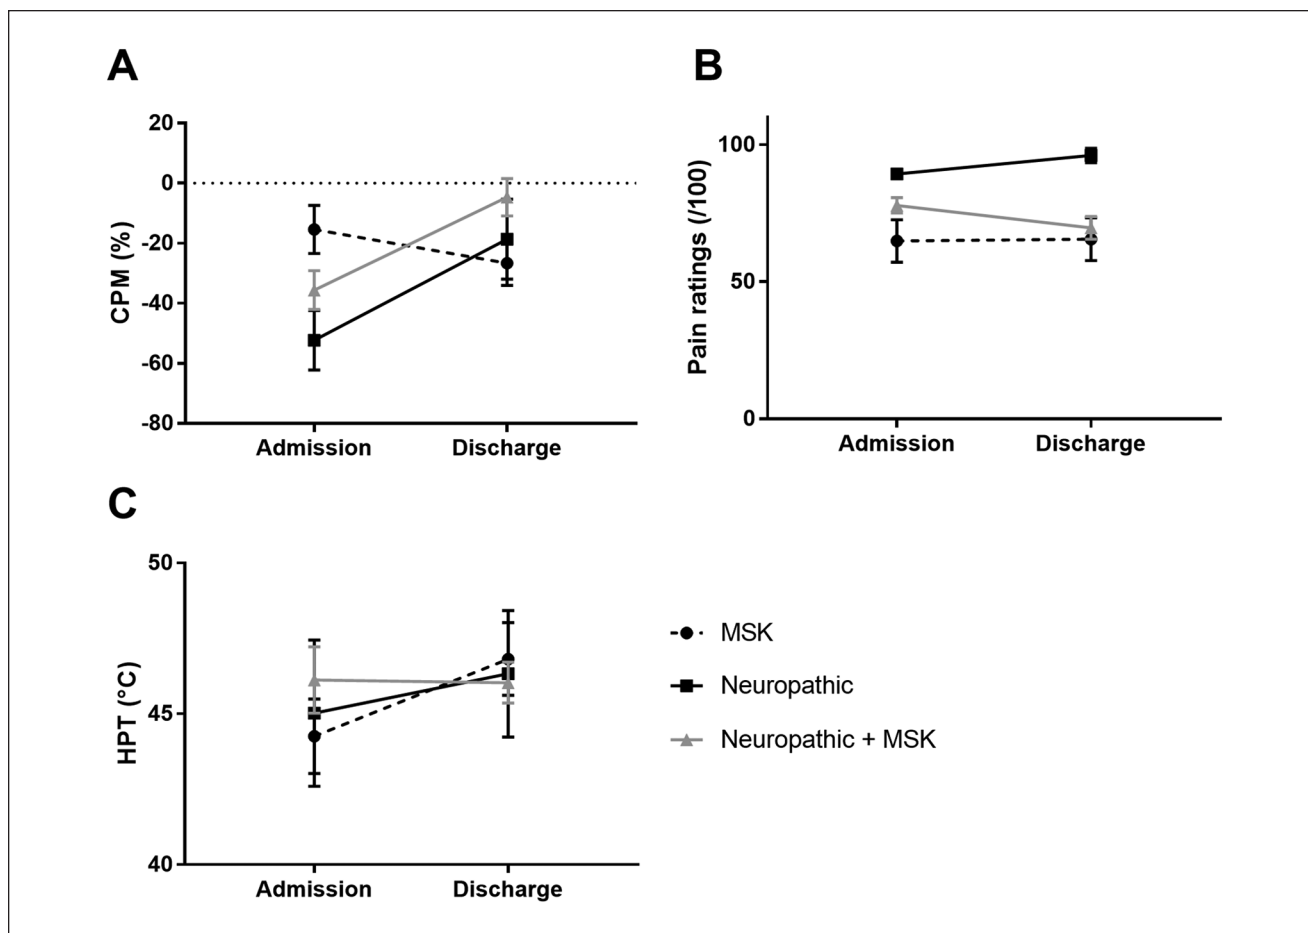 A
20
0
-20
-40
-60
-80
CPM (%)
Admission
Discharge
B
100
50
0
Pain ratings (/100)
Admission
Discharge
C
50
45
40
HPT (°C)
Admission
Discharge
MSK
Neuropathic
Neuropathic + MSK